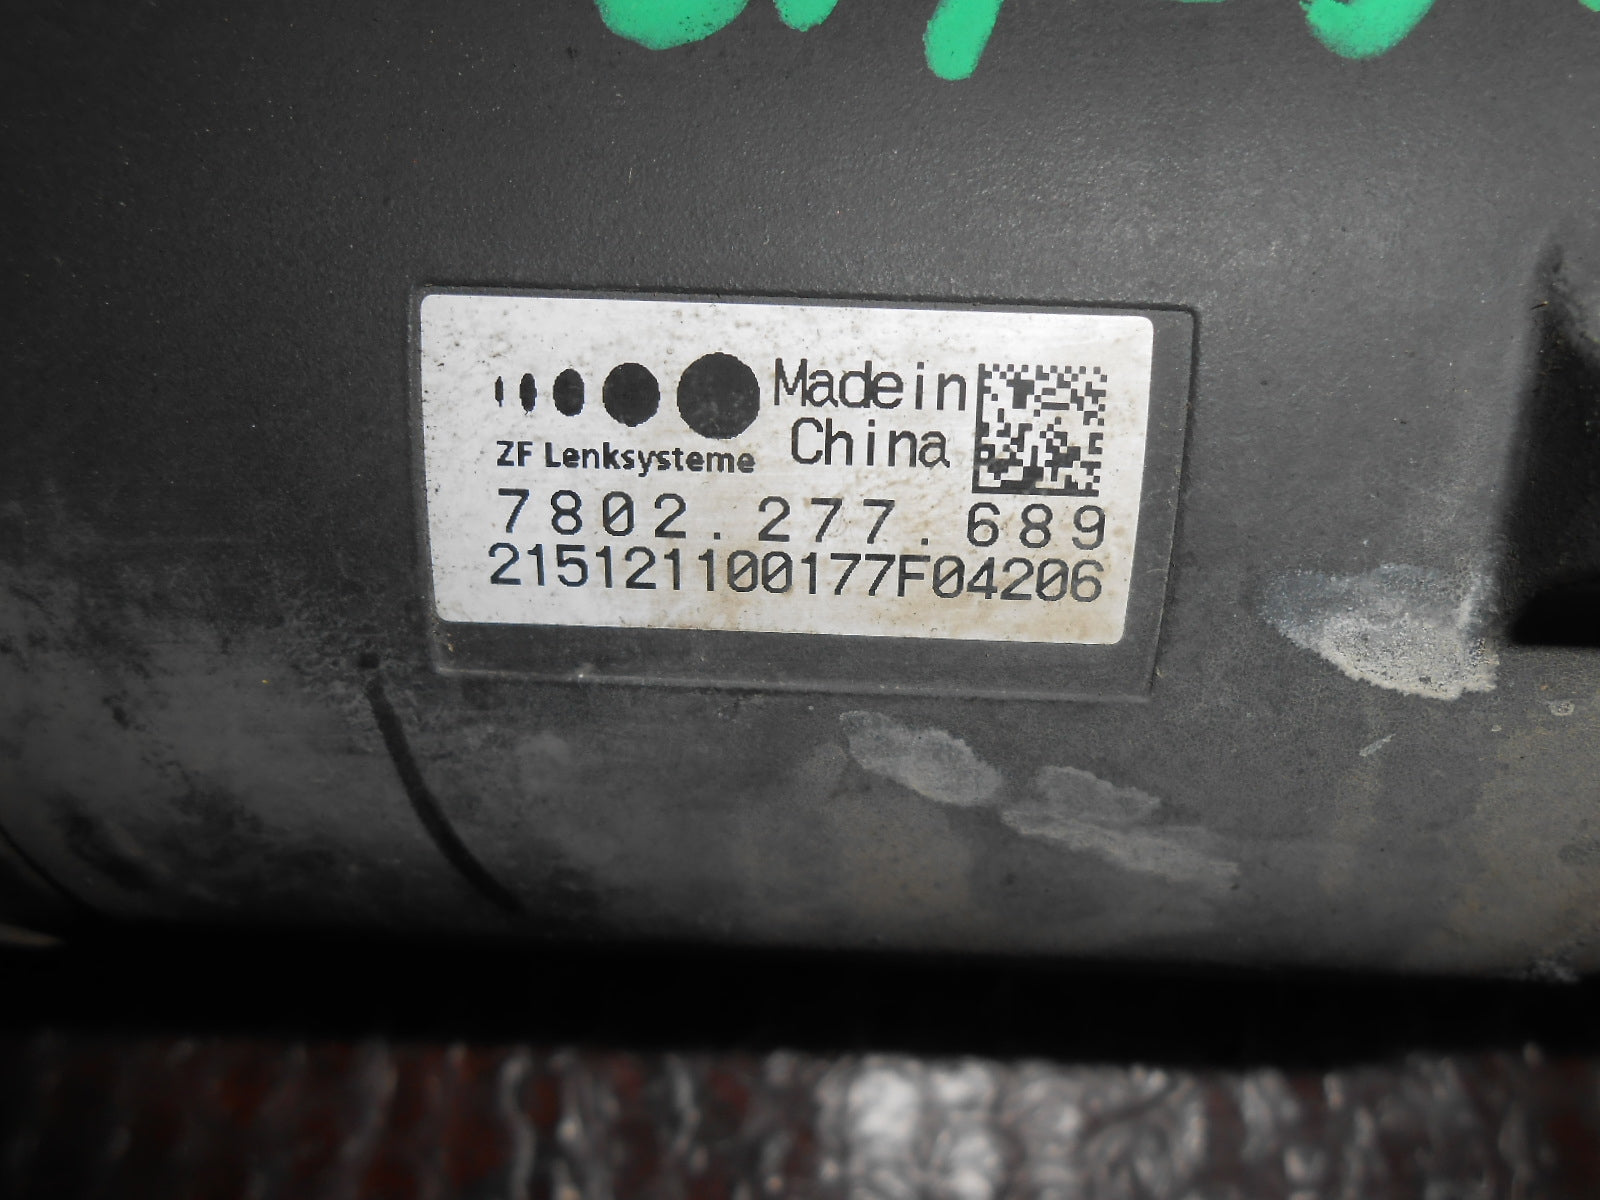 Made in
China
ZF Lenksysteme
7802.277.689
215121100177F04206